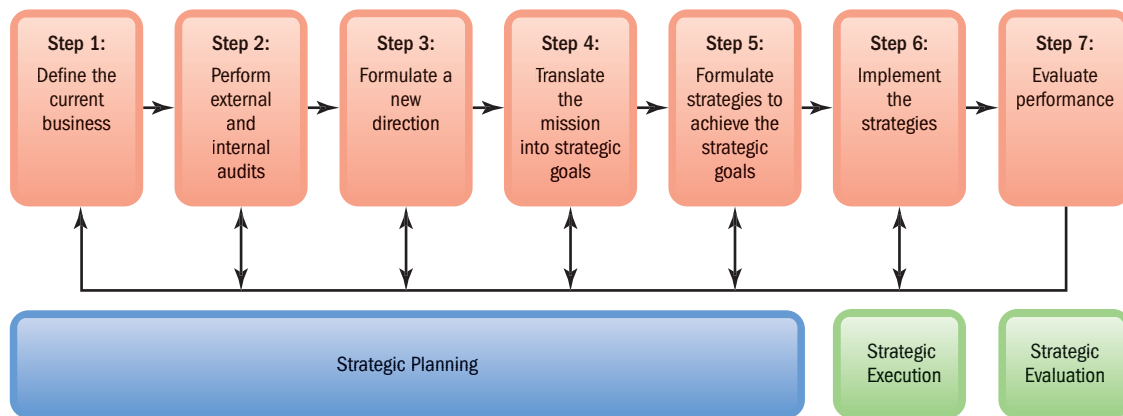 Step 1:
Define the
current
business
Step 2:
Perform
external
and
internal
audits
Step 3:
Formulate a
new
direction
Step 4:
Translate
the
mission
into strategic
goals
Step 5:
Formulate
strategies to
achieve the
strategic
goals
Step 6:
Implement
the
strategies
Step 7:
Evaluate
performance
Strategic Planning
Strategic
Execution
Strategic
Evaluation